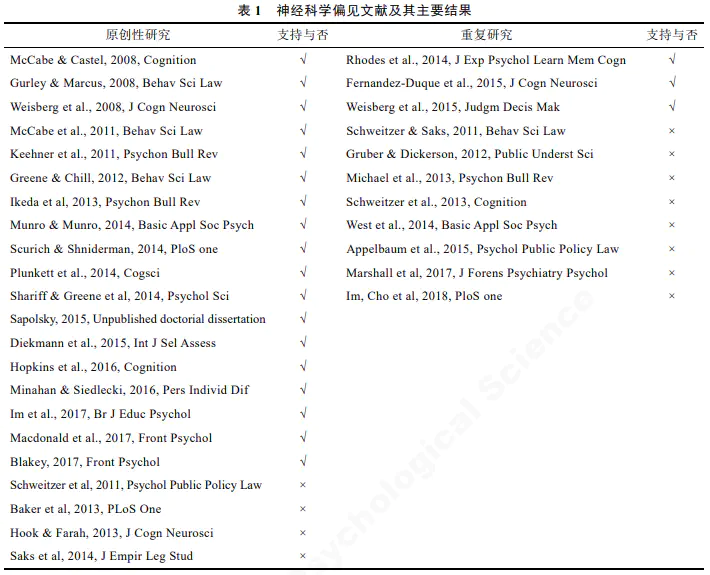 表 1 神经科学偏见文献及其主要结果
原创性研究 支持与否 重复研究 支持与否
McCabe & Castel, 2008, Cognition √ Rhodes et al., 2014, J Exp Psychol Learn Mem Cogn √
Gurley & Marcus, 2008, Behav Sci Law √ Fernandez-Duque et al., 2015, J Cogn Neurosci √
Weisberg et al., 2008, J Cogn Neurosci √ Weisberg et al., 2015, Judgm Decis Mak √
McCabe et al., 2011, Behav Sci Law √ Schweitzer & Saks, 2011, Behav Sci Law ×
Keehner et al., 2011, Psychon Bull Rev √ Gruber & Dickerson, 2012, Public Underst Sci ×
Greene & Chill, 2012, Behav Sci Law √ Michael et al., 2013, Psychon Bull Rev ×
Ikeda et al, 2013, Psychon Bull Rev √ Schweitzer et al., 2013, Cognition ×
Munro & Munro, 2014, Basic Appl Soc Psych √ West et al., 2014, Basic Appl Soc Psych ×
Scurich & Shniderman, 2014, PloS one √ Appelbaum et al., 2015, Psychol Public Policy Law ×
Plunkett et al., 2014, Cogsci √ Marshall et al, 2017, J Forens Psychiatry Psychol ×
Shariff & Greene et al, 2014, Psychol Sci √ Im, Cho et al, 2018, PloS one ×
Sapolsky, 2015, Unpublished doctorial dissertation √
Diekmann et al., 2015, Int J Sel Assess √
Hopkins et al., 2016, Cognition √
Minahan & Siedlecki, 2016, Pers Individ Dif √
Im et al., 2017, Br J Educ Psychol √
Macdonald et al., 2017, Front Psychol √
Blakey, 2017, Front Psychol √
Schweitzer et al, 2011, Psychol Public Policy Law ×
Baker et al., 2013, PLoS One ×
Hook & Farah, 2013, J Cogn Neurosci ×
Saks et al, 2014, J Empir Leg Stud ×
ychological Science